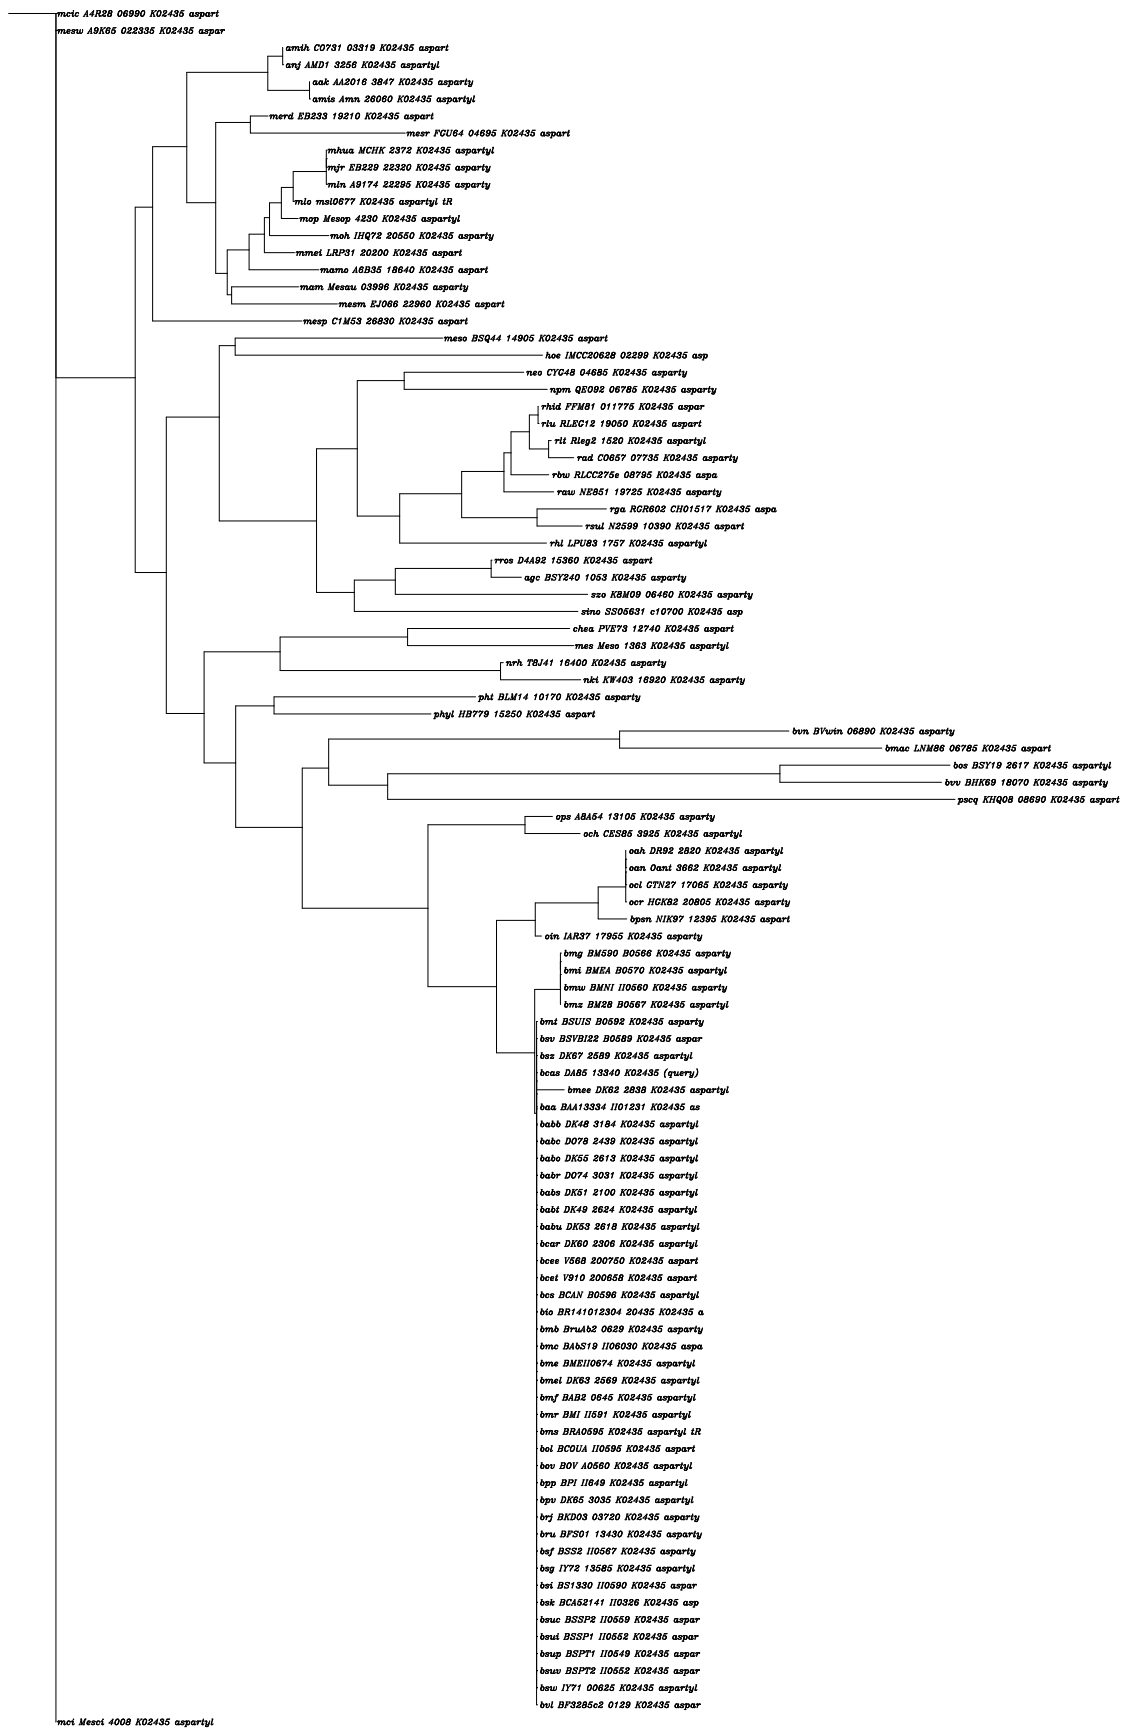 mcic A4R28 06990 K02435 aspart
mesw A9K65 022335 K02435 aspar
amih CO731 03319 K02435 aspart
anj AMD1 3256 K02435 aspartyl
aak AA2016 3847 K02435 asparty
amis Amn 26060 K02435 aspartyl
merd EB233 19210 K02435 aspart
mesr FGU64 04695 K02435 aspart
mhua MCHK 2372 K02435 aspartyl
mjr EB229 22320 K02435 asparty
mln A9174 22295 K02435 asparty
mlo msl0677 K02435 aspartyl tR
mop Mesop 4230 K02435 aspartyl
moh IHQ72 20550 K02435 asparty
mmei LRP31 20200 K02435 aspart
mamo A6B35 18640 K02435 aspart
mam Mesau 03996 K02435 asparty
mesm EJ066 22960 K02435 aspart
mesp C1M53 26830 K02435 aspart
meso BSQ44 14905 K02435 aspart
hoe IMCC20628 02299 K02435 asp
neo CYG48 04685 K02435 asparty
npm QEO92 06785 K02435 asparty
rhid FFM81 011775 K02435 aspar
rlu RLEG12 19050 K02435 aspart
rlt Rleg2 1520 K02435 aspartyl
rad CO657 07735 K02435 asparty
rbw RLCC275e 08795 K02435 aspa
raw NE851 19725 K02435 asparty
rga RGR602 CH01517 K02435 aspa
rsul N2599 10390 K02435 aspart
rhl LPU83 1757 K02435 aspartyl
rros D4A92 15360 K02435 aspart
agc BSY240 1053 K02435 asparty
szo K8M09 06460 K02435 asparty
sino SS05631 c10700 K02435 asp
chea PVE73 12740 K02435 aspart
mes Meso 1363 K02435 aspartyl
nrh T8J41 16400 K02435 asparty
nki KW403 16920 K02435 asparty
pht BLM14 10170 K02435 asparty
phyl HB779 15250 K02435 aspart
bvn BVwin 06890 K02435 asparty
bmac LNM86 06785 K02435 aspart
bos BSY19 2617 K02435 aspartyl
bvv BHK69 18070 K02435 asparty
pscq KHQ08 08690 K02435 aspart
ops A8A54 13105 K02435 asparty
och CES85 3925 K02435 aspartyl
oah DR92 2820 K02435 aspartyl
oan Oant 3662 K02435 aspartyl
ocl GTN27 17065 K02435 asparty
ocr HGK82 20805 K02435 asparty
bpsn NIK97 12395 K02435 aspart
oin IAR37 17955 K02435 asparty
bmg BM590 B0566 K02435 asparty
bmi BMEA B0570 K02435 aspartyl
bmw BMNI II0560 K02435 asparty
bmz BM28 B0567 K02435 aspartyl
bmt BSUIS B0592 K02435 asparty
bsv BSVBI22 B0589 K02435 aspar
bsz DK67 2589 K02435 aspartyl
bcas DA85 13340 K02435 (query)
bmee DK62 2838 K02435 aspartyl
baa BAA13334 II01231 K02435 as
babb DK48 3184 K02435 aspartyl
babc DO78 2439 K02435 aspartyl
babo DK55 2613 K02435 aspartyl
babr DO74 3031 K02435 aspartyl
babs DK51 2100 K02435 aspartyl
babt DK49 2624 K02435 aspartyl
babu DK53 2618 K02435 aspartyl
bcar DK60 2306 K02435 aspartyl
bcee V568 200750 K02435 aspart
bcet V910 200658 K02435 aspart
bcs BCAN B0596 K02435 aspartyl
bio BR141012304 20435 K02435 a
bmb BruAb2 0629 K02435 asparty
bmc BAbS19 II06030 K02435 aspa
bme BMEII0674 K02435 aspartyl
bmel DK63 2569 K02435 aspartyl
bmf BAB2 0645 K02435 aspartyl
bmr BMI II591 K02435 aspartyl
bms BRA0595 K02435 aspartyl tR
bol BCOUA II0595 K02435 aspart
bov BOV A0560 K02435 aspartyl
bpp BPI II649 K02435 aspartyl
bpv DK65 3035 K02435 aspartyl
brj BKD03 03720 K02435 asparty
bru BFS01 13430 K02435 asparty
bsf BSS2 II0567 K02435 asparty
bsg IY72 13585 K02435 aspartyl
bsi BS1330 II0590 K02435 aspar
bsk BCA52141 II0326 K02435 asp
bsuc BSSP2 II0559 K02435 aspar
bsui BSSP1 II0552 K02435 aspar
bsup BSPT1 II0549 K02435 aspar
bsuv BSPT2 II0552 K02435 aspar
bsw IY71 00625 K02435 aspartyl
bvl BF3285c2 0129 K02435 aspar
mci Mesci 4008 K02435 aspartyl